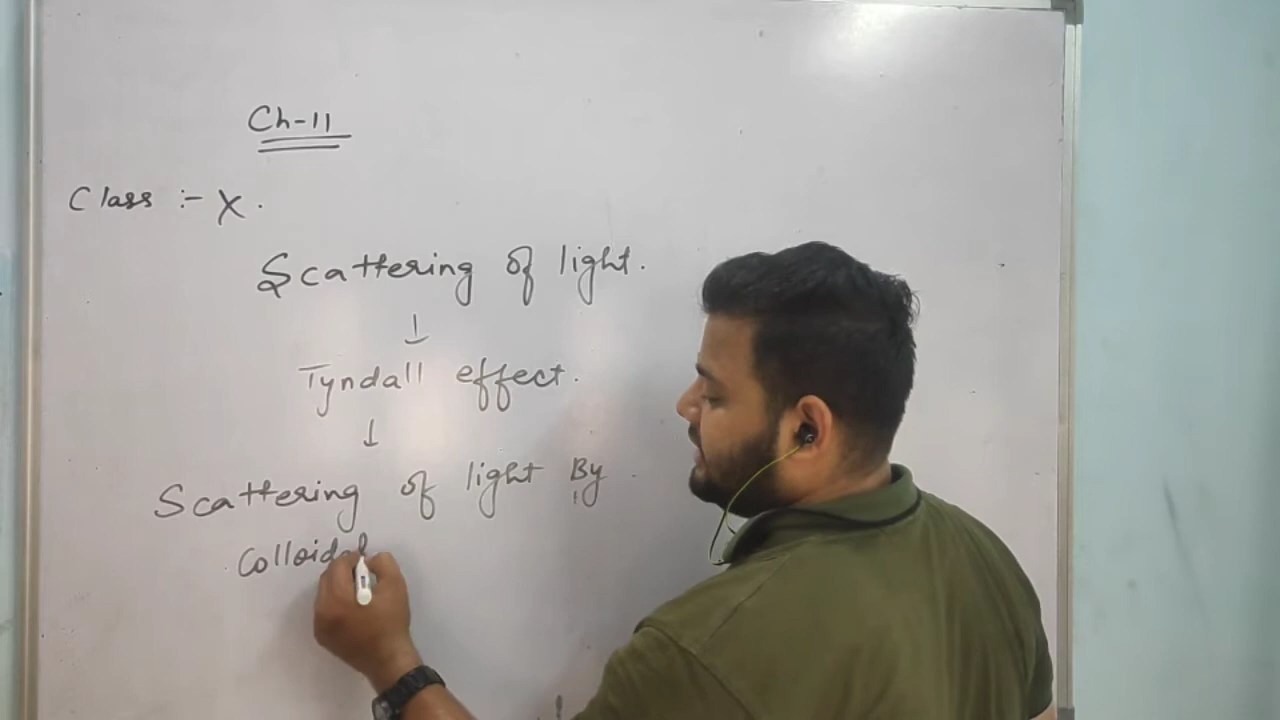 Ch-11
Class :- X.
Scattering of light.
↓
Tyndall effect.
↓
Scattering of light By
Colloidal